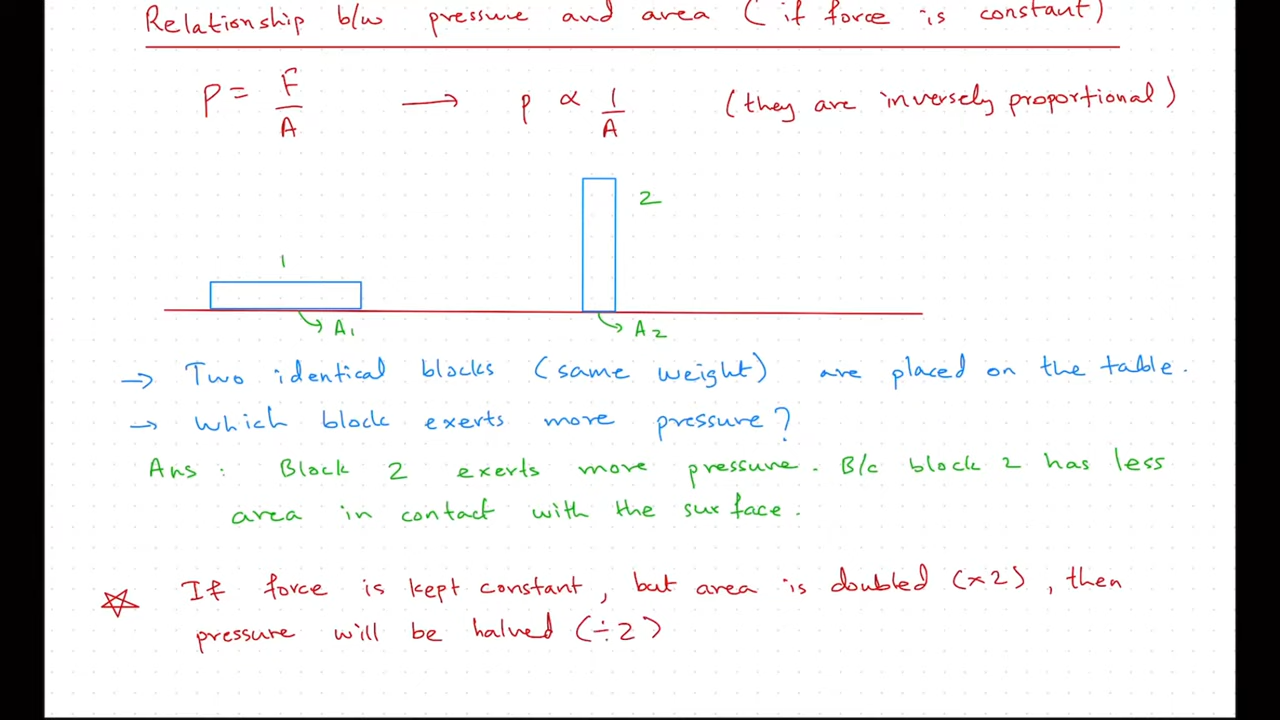 Relationship b/w pressure and area (if force is constant)
P = F/A → p ∝ 1/A (they are inversely proportional)
2
1
A1 A2
→ Two identical blocks (same weight) are placed on the table.
→ Which block exerts more pressure?
Ans : Block 2 exerts more pressure. B/c block 2 has less
area in contact with the surface.
☆ If force is kept constant, but area is doubled (×2), then
pressure will be halved (÷2)